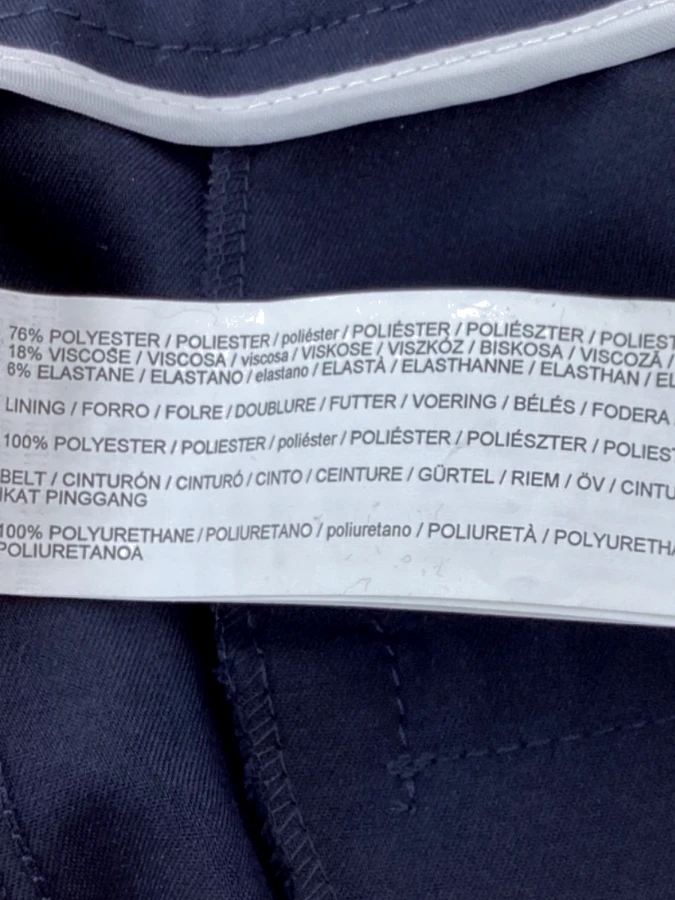 76% POLYESTER / POLIESTER / poliéster / POLIÉSTER / POLIÉSZTER / POLIEST
18% VISCOSE / VISCOSA / viscosa / VISKOSE / VISZKÓZ / BISKOSA / VISCOZĂ /
6% ELASTANE / ELASTANO / elastano / ELASTÀ / ELASTHANNE / ELASTHAN / EL
LINING / FORRO / FOLRE / DOUBLURE / FUTTER / VOERING / BÉLÉS / FODERA
100% POLYESTER / POLIESTER / poliéster / POLIÉSTER / POLIÉSZTER / POLIEST
BELT / CINTURÓN / CINTURÓ / CINTO / CEINTURE / GÜRTEL / RIEM / ÖV / CINTU
IKAT PINGGANG
100% POLYURETHANE / POLIURETANO / poliuretano / POLIURETÀ / POLYURETHA
POLIURETANOA